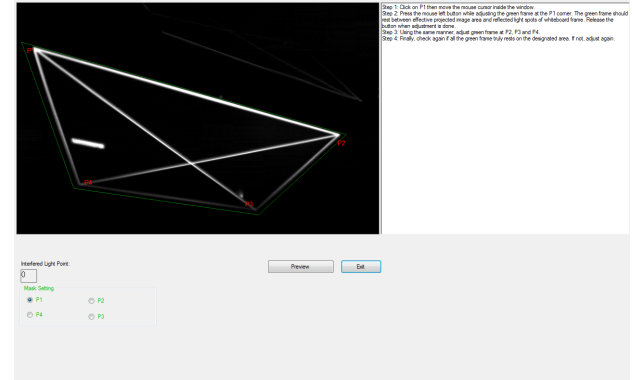 Step 1: Click on P1 then move the mouse cursor inside the window.
Step 2: Press the mouse left button while adjusting the green frame at the P1 corner. The green frame should
rest between effective projected image area and reflected light spots of whiteboard frame. Release the
button when adjustment is done.
Step 3: Using the same manner, adjust green frame at P2, P3 and P4.
Step 4: Finally, check again if all the green frame truly rests on the designated area. If not, adjust again.
P1
P2
P4
P3
Interfered Light Point:
0
Preview
Exit
Mask Setting
P1
P2
P4
P3